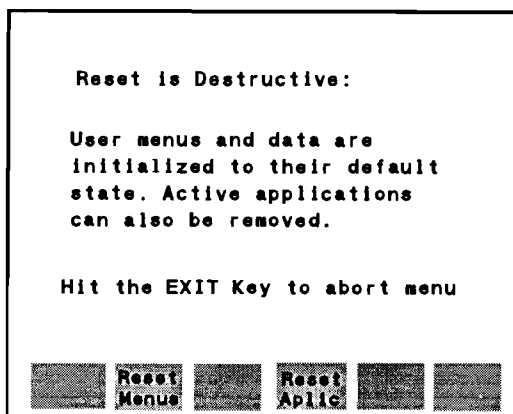 Reset is Destructive:
User menus and data are
initialized to their default
state. Active applications
can also be removed.
Hit the EXIT Key to abort menu
Reset
Menus
Reset
Aplic